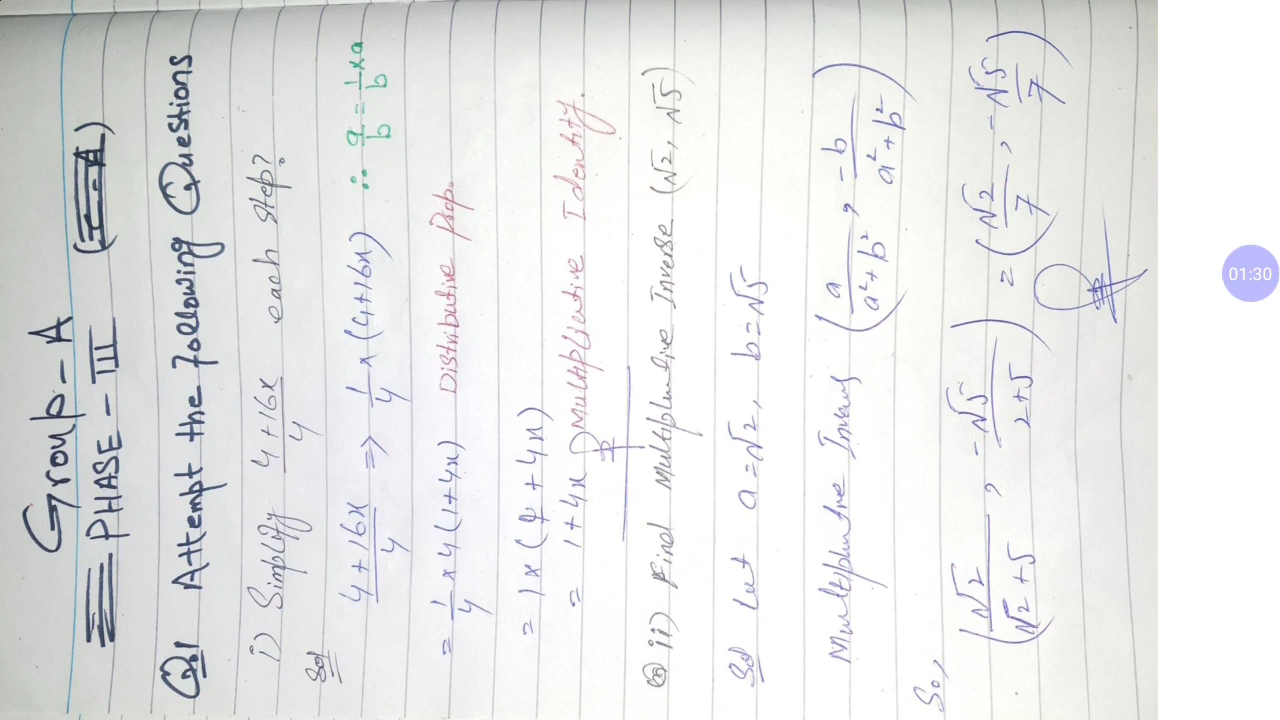 Group - A
PHASE - III
Q.1 Attempt the following Questions
i) Simplify (4+16x)/4 each step?
Sol
(4+16x)/4 => 1/4 x (4+16x) ∴ a/b = 1/b x a
= 1/4 x 4(1+4x) Distributive Prop.
= 1 x (1 + 4x)
= 1+4x Multiplicative Identity.
Q ii) Find Multiplicative Inverse (√2, √5)
Sol Let a=√2, b=√5
Multiplicative Inverse (a/(a²+b²), -b/(a²+b²))
So,
(√2/(√2+5), -√5/(2+5)) = (√2/7, -√5/7)
01:30